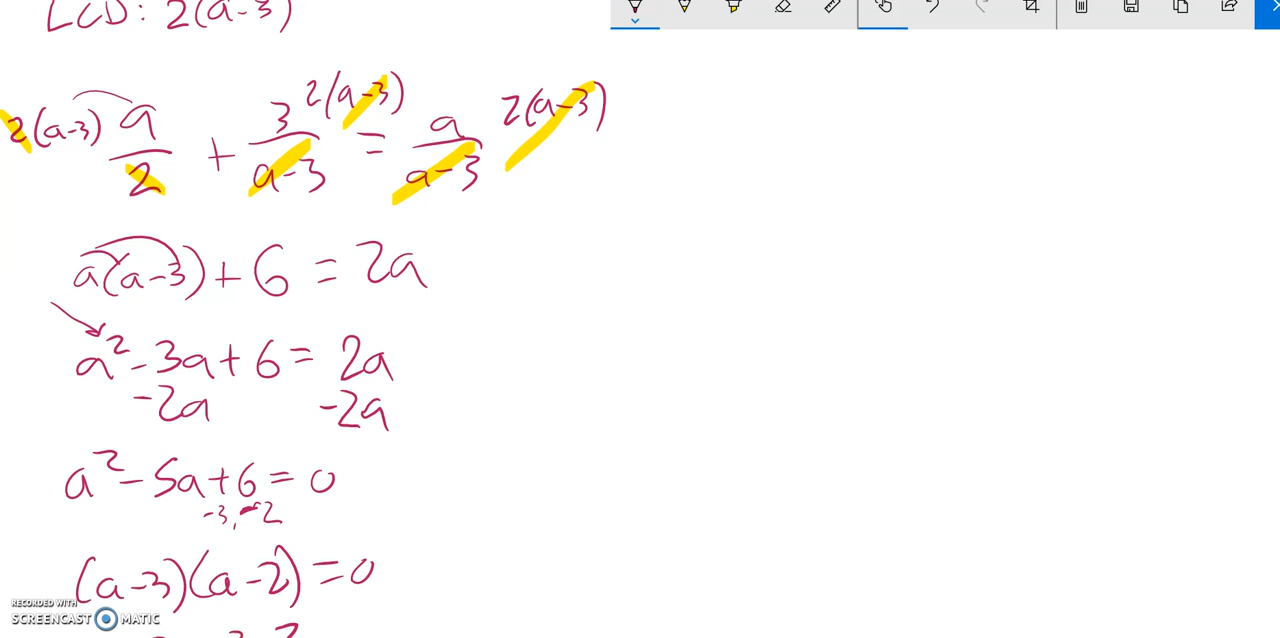 LCD: 2(a-3)
2(a-3) a/2 + 3/(a-3) 2(a-3) = a/(a-3) 2(a-3)
a(a-3) + 6 = 2a
a² - 3a + 6 = 2a
-2a -2a
a² - 5a + 6 = 0
-3, -2
(a-3)(a-2) = 0
RECORDED WITH
SCREENCAST MATIC